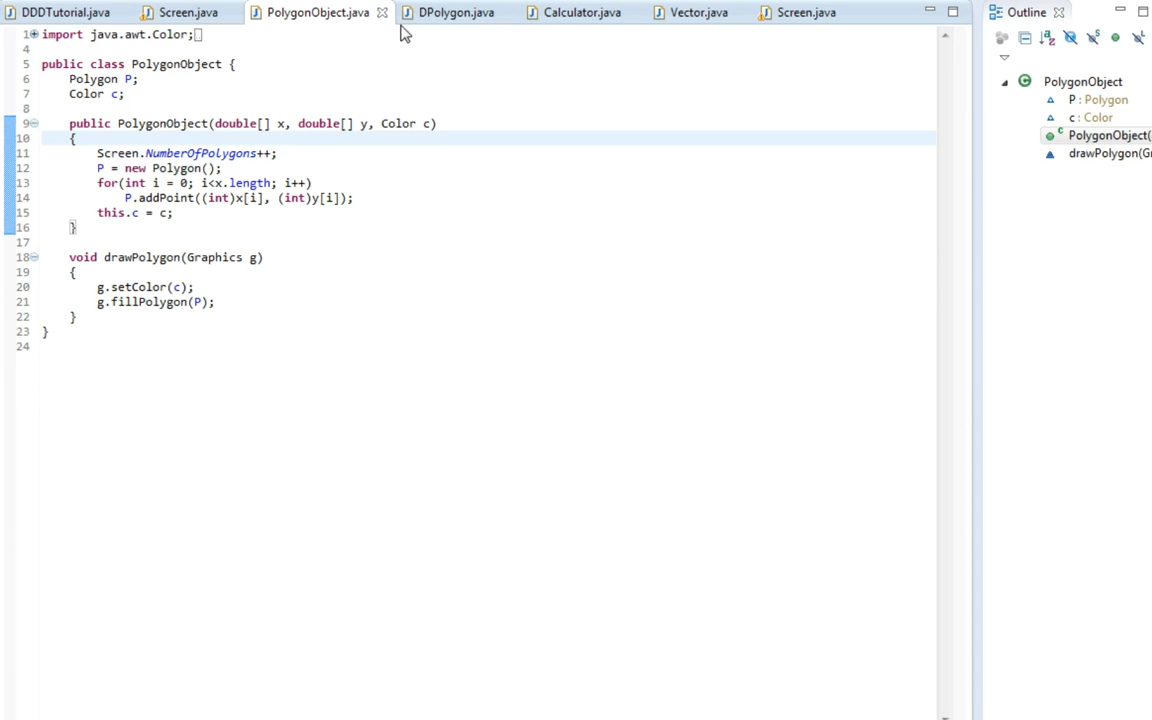 DDDTutorial.java Screen.java PolygonObject.java DPolygon.java Calculator.java Vector.java Screen.java
Outline
1 import java.awt.Color;
4
5 public class PolygonObject {
6 Polygon P;
7 Color c;
8
9 public PolygonObject(double[] x, double[] y, Color c)
10 {
11 Screen.NumberOfPolygons++;
12 P = new Polygon();
13 for(int i = 0; i<x.length; i++)
14 P.addPoint((int)x[i], (int)y[i]);
15 this.c = c;
16 }
17
18 void drawPolygon(Graphics g)
19 {
20 g.setColor(c);
21 g.fillPolygon(P);
22 }
23 }
24
PolygonObject
P : Polygon
c : Color
PolygonObject(
drawPolygon(G